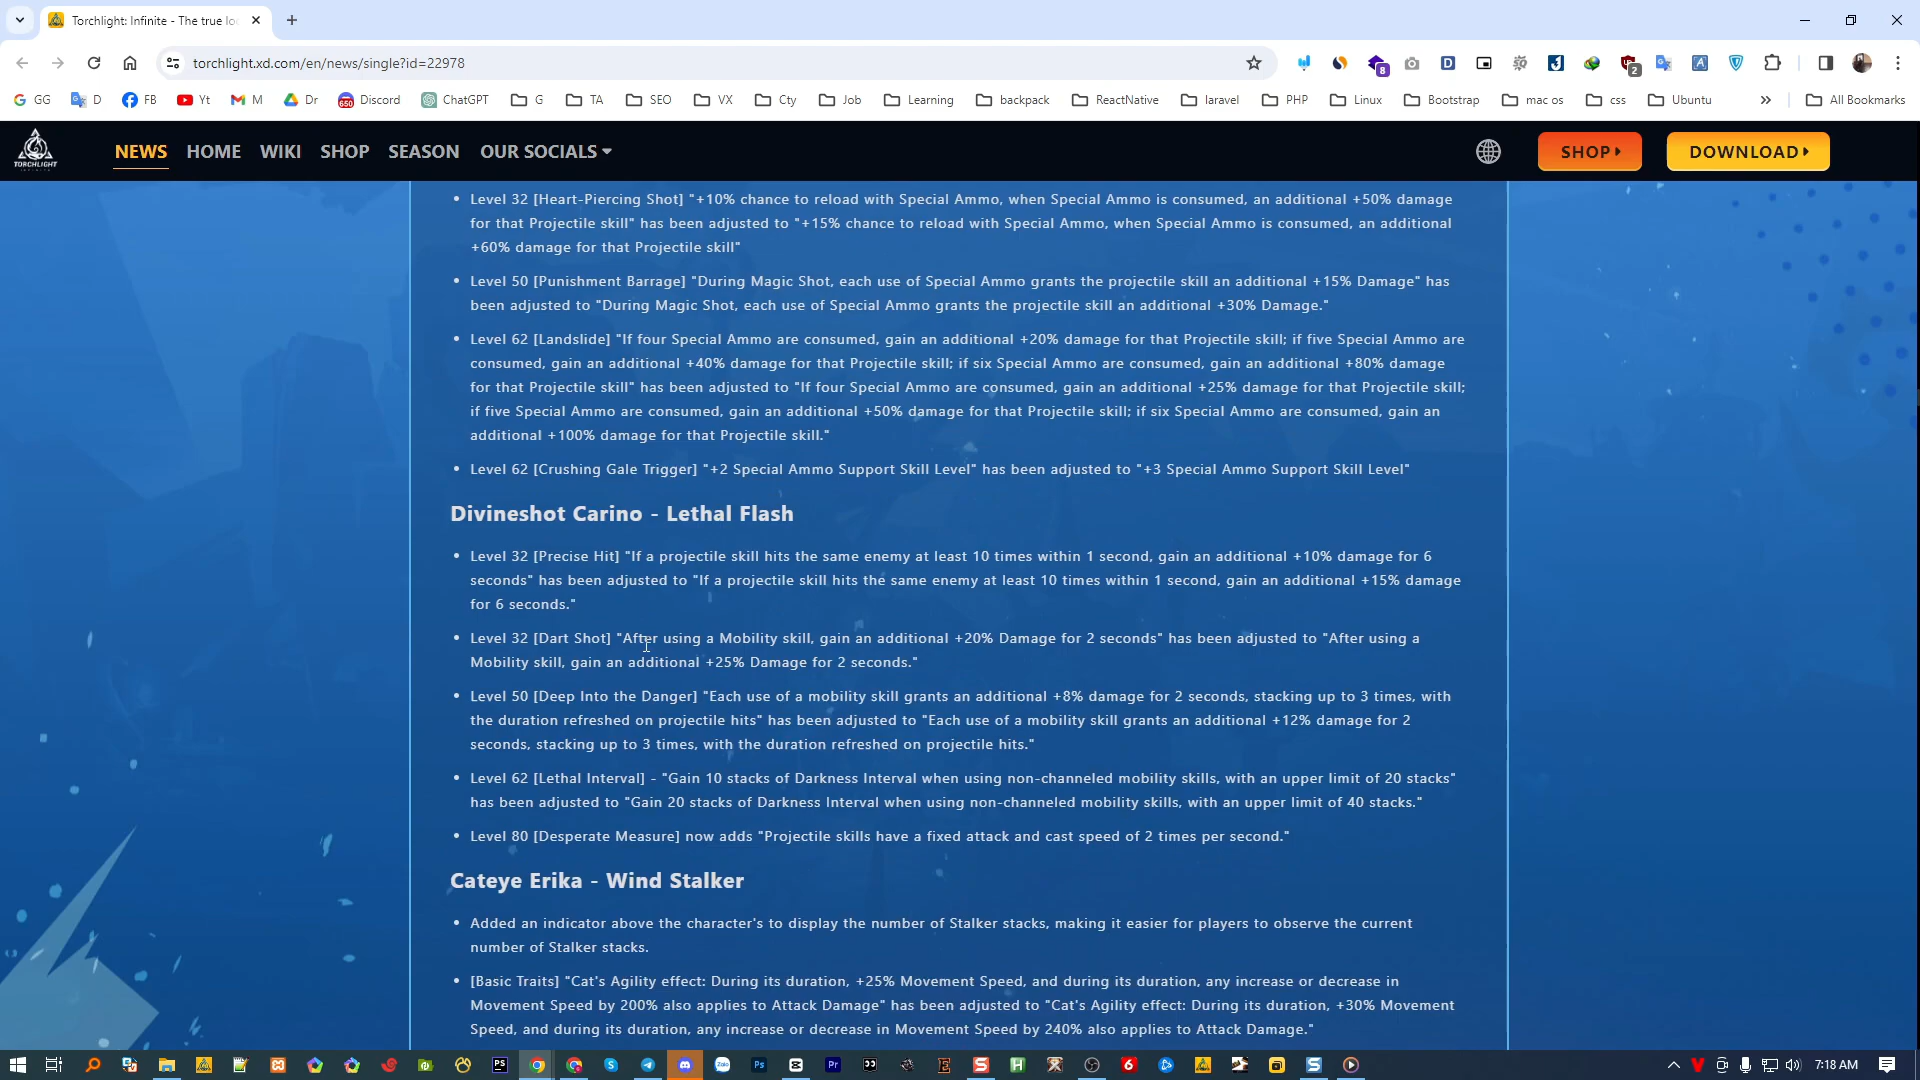 Torchlight: Infinite - The true lo
torchlight.xd.com/en/news/single?id=22978
8
2
GG
D
FB
Yt
M
Dr
Discord
ChatGPT
G
TA
SEO
VX
Cty
Job
Learning
backpack
ReactNative
laravel
PHP
Linux
Bootstrap
mac os
css
Ubuntu
All Bookmarks
TORCHLIGHT
NEWS
HOME
WIKI
SHOP
SEASON
OUR SOCIALS
SHOP
DOWNLOAD
• Level 32 [Heart-Piercing Shot] "+10% chance to reload with Special Ammo, when Special Ammo is consumed, an additional +50% damage
for that Projectile skill" has been adjusted to "+15% chance to reload with Special Ammo, when Special Ammo is consumed, an additional
+60% damage for that Projectile skill"
• Level 50 [Punishment Barrage] "During Magic Shot, each use of Special Ammo grants the projectile skill an additional +15% Damage" has
been adjusted to "During Magic Shot, each use of Special Ammo grants the projectile skill an additional +30% Damage."
• Level 62 [Landslide] "If four Special Ammo are consumed, gain an additional +20% damage for that Projectile skill; if five Special Ammo are
consumed, gain an additional +40% damage for that Projectile skill; if six Special Ammo are consumed, gain an additional +80% damage
for that Projectile skill" has been adjusted to "If four Special Ammo are consumed, gain an additional +25% damage for that Projectile skill;
if five Special Ammo are consumed, gain an additional +50% damage for that Projectile skill; if six Special Ammo are consumed, gain an
additional +100% damage for that Projectile skill."
• Level 62 [Crushing Gale Trigger] "+2 Special Ammo Support Skill Level" has been adjusted to "+3 Special Ammo Support Skill Level"
Divineshot Carino - Lethal Flash
• Level 32 [Precise Hit] "If a projectile skill hits the same enemy at least 10 times within 1 second, gain an additional +10% damage for 6
seconds" has been adjusted to "If a projectile skill hits the same enemy at least 10 times within 1 second, gain an additional +15% damage
for 6 seconds."
• Level 32 [Dart Shot] "After using a Mobility skill, gain an additional +20% Damage for 2 seconds" has been adjusted to "After using a
Mobility skill, gain an additional +25% Damage for 2 seconds."
• Level 50 [Deep Into the Danger] "Each use of a mobility skill grants an additional +8% damage for 2 seconds, stacking up to 3 times, with
the duration refreshed on projectile hits" has been adjusted to "Each use of a mobility skill grants an additional +12% damage for 2
seconds, stacking up to 3 times, with the duration refreshed on projectile hits."
• Level 62 [Lethal Interval] - "Gain 10 stacks of Darkness Interval when using non-channeled mobility skills, with an upper limit of 20 stacks"
has been adjusted to "Gain 20 stacks of Darkness Interval when using non-channeled mobility skills, with an upper limit of 40 stacks."
• Level 80 [Desperate Measure] now adds "Projectile skills have a fixed attack and cast speed of 2 times per second."
Cateye Erika - Wind Stalker
• Added an indicator above the character's to display the number of Stalker stacks, making it easier for players to observe the current
number of Stalker stacks.
• [Basic Traits] "Cat's Agility effect: During its duration, +25% Movement Speed, and during its duration, any increase or decrease in
Movement Speed by 200% also applies to Attack Damage" has been adjusted to "Cat's Agility effect: During its duration, +30% Movement
Speed, and during its duration, any increase or decrease in Movement Speed by 240% also applies to Attack Damage."
7:18 AM